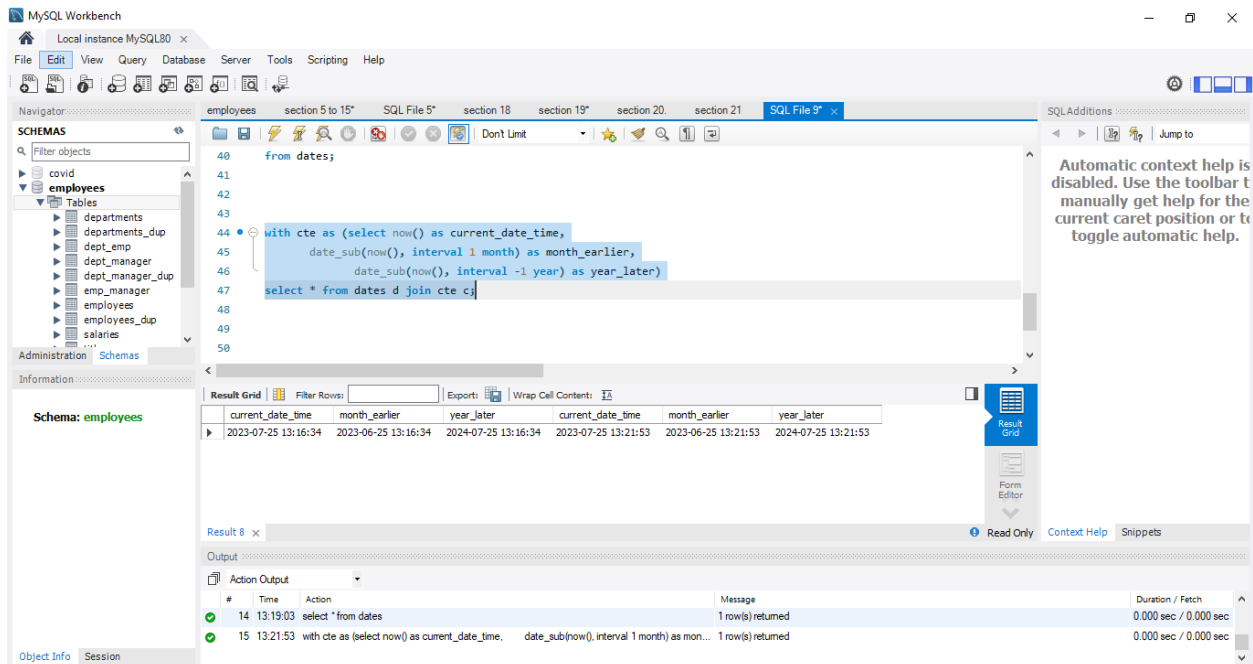 MySQL Workbench
Local instance MySQL80
File Edit View Query Database Server Tools Scripting Help
Navigator
SCHEMAS
Filter objects
covid
employees
Tables
departments
departments_dup
dept_emp
dept_manager
dept_manager_dup
emp_manager
employees
employees_dup
salaries
Administration Schemas
Information
Schema: employees
Object Info Session
employees section 5 to 15* SQL File 5* section 18 section 19* section 20. section 21 SQL File 9*
Don't Limit
40 from dates;
41
42
43
44 with cte as (select now() as current_date_time,
45 date_sub(now(), interval 1 month) as month_earlier,
46 date_sub(now(), interval -1 year) as year_later)
47 select * from dates d join cte c;
48
49
50
Result Grid Filter Rows: Export: Wrap Cell Content:
current_date_time month_earlier year_later current_date_time month_earlier year_later
2023-07-25 13:16:34 2023-06-25 13:16:34 2024-07-25 13:16:34 2023-07-25 13:21:53 2023-06-25 13:21:53 2024-07-25 13:21:53
Result Grid
Form Editor
Result 8 Read Only
Output
Action Output
# Time Action Message Duration / Fetch
14 13:19:03 select * from dates 1 row(s) returned 0.000 sec / 0.000 sec
15 13:21:53 with cte as (select now() as current_date_time, date_sub(now(), interval 1 month) as mon... 1 row(s) returned 0.000 sec / 0.000 sec
SQLAdditions
Jump to
Automatic context help is
disabled. Use the toolbar t
manually get help for the
current caret position or to
toggle automatic help.
Context Help Snippets